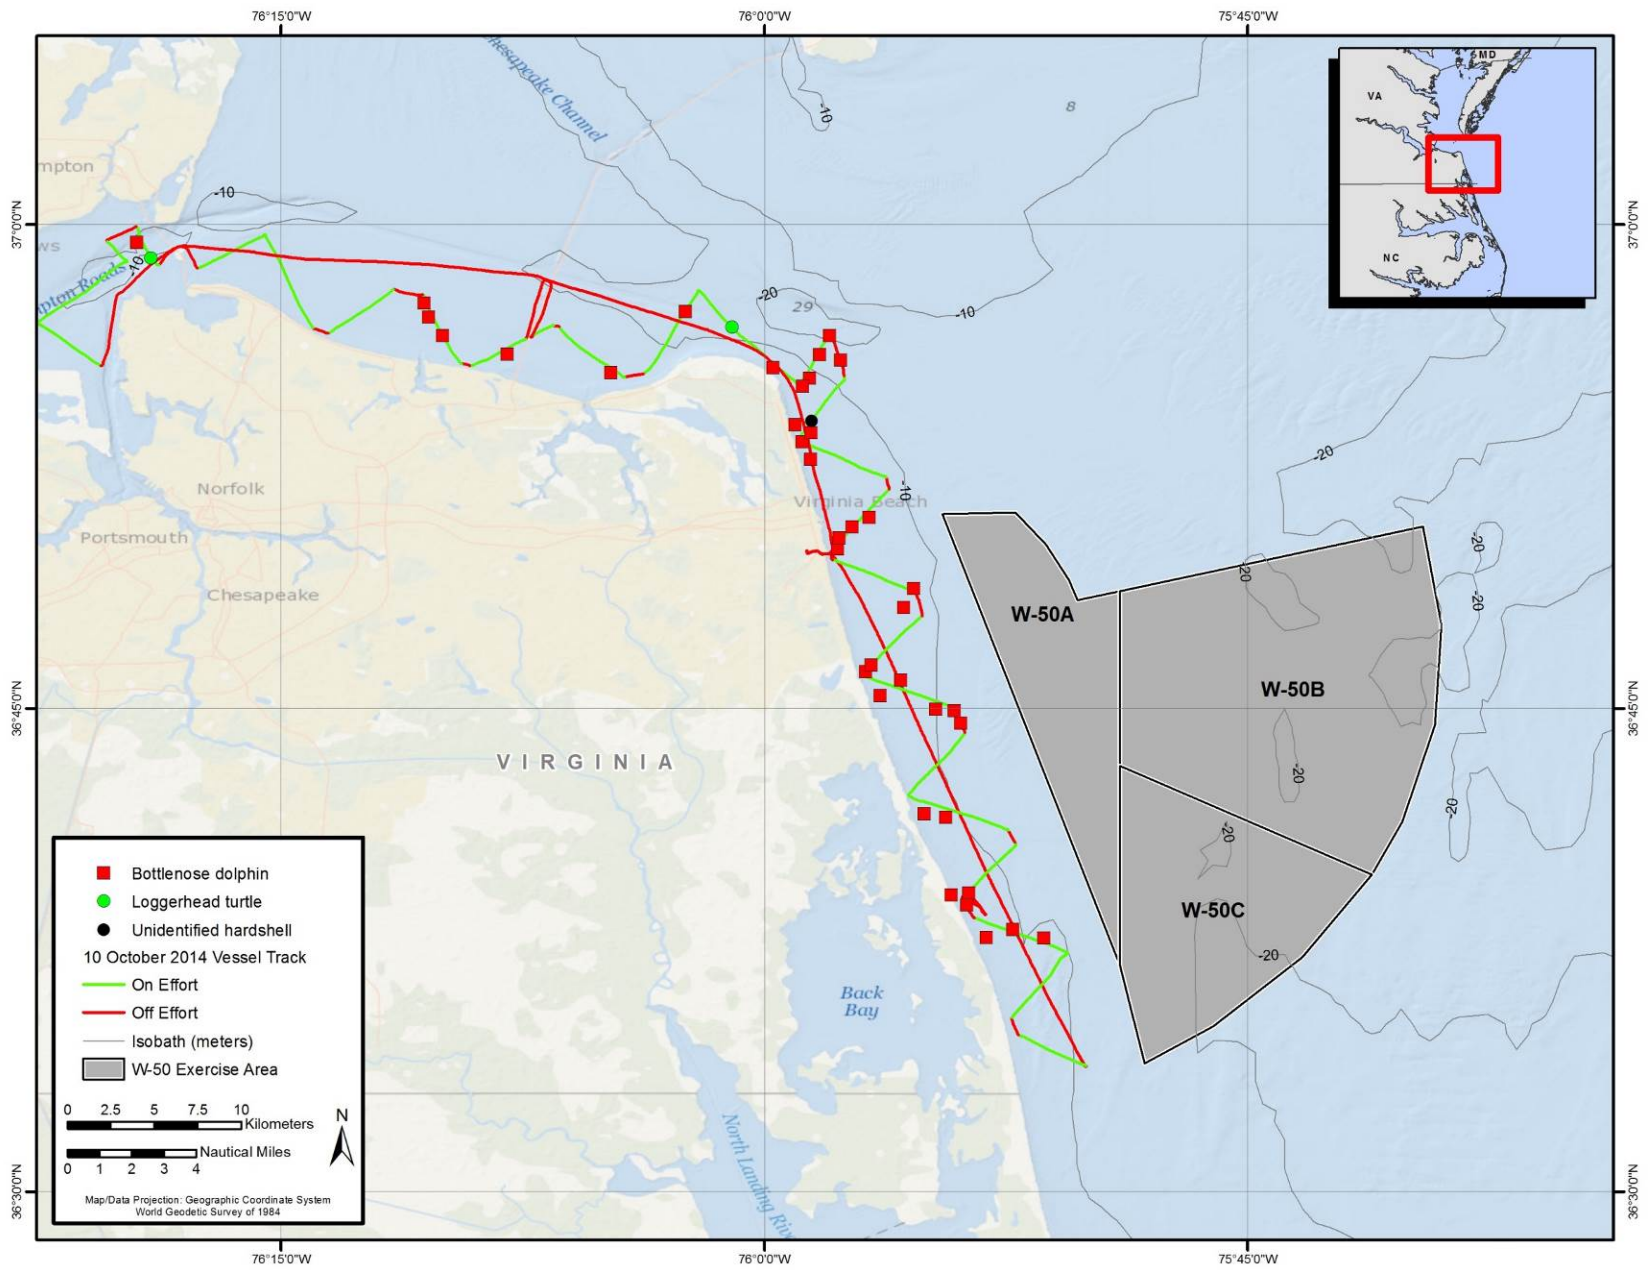 76°15'0"W
76°0'0"W
75°45'0"W
hesapeake Channel
-10
8
MD
VA
NC
mpton
-10
37°0'0"N
37°0'0"N
ws
-10
pton Roads
-20
29
-10
-20
Norfolk
-10
Virginia Beach
Portsmouth
-20
Chesapeake
-20
-20
W-50A
W-50B
36°45'0"N
36°45'0"N
VIRGINIA
-20
-20
-20
W-50C
-20
Back
Bay
North Landing Rive
Bottlenose dolphin
Loggerhead turtle
Unidentified hardshell
10 October 2014 Vessel Track
On Effort
Off Effort
Isobath (meters)
W-50 Exercise Area
0 2.5 5 7.5 10
Kilometers
N
Nautical Miles
0 1 2 3 4
Map/Data Projection: Geographic Coordinate System
World Geodetic Survey of 1984
36°30'0"N
36°30'0"N
76°15'0"W
76°0'0"W
75°45'0"W